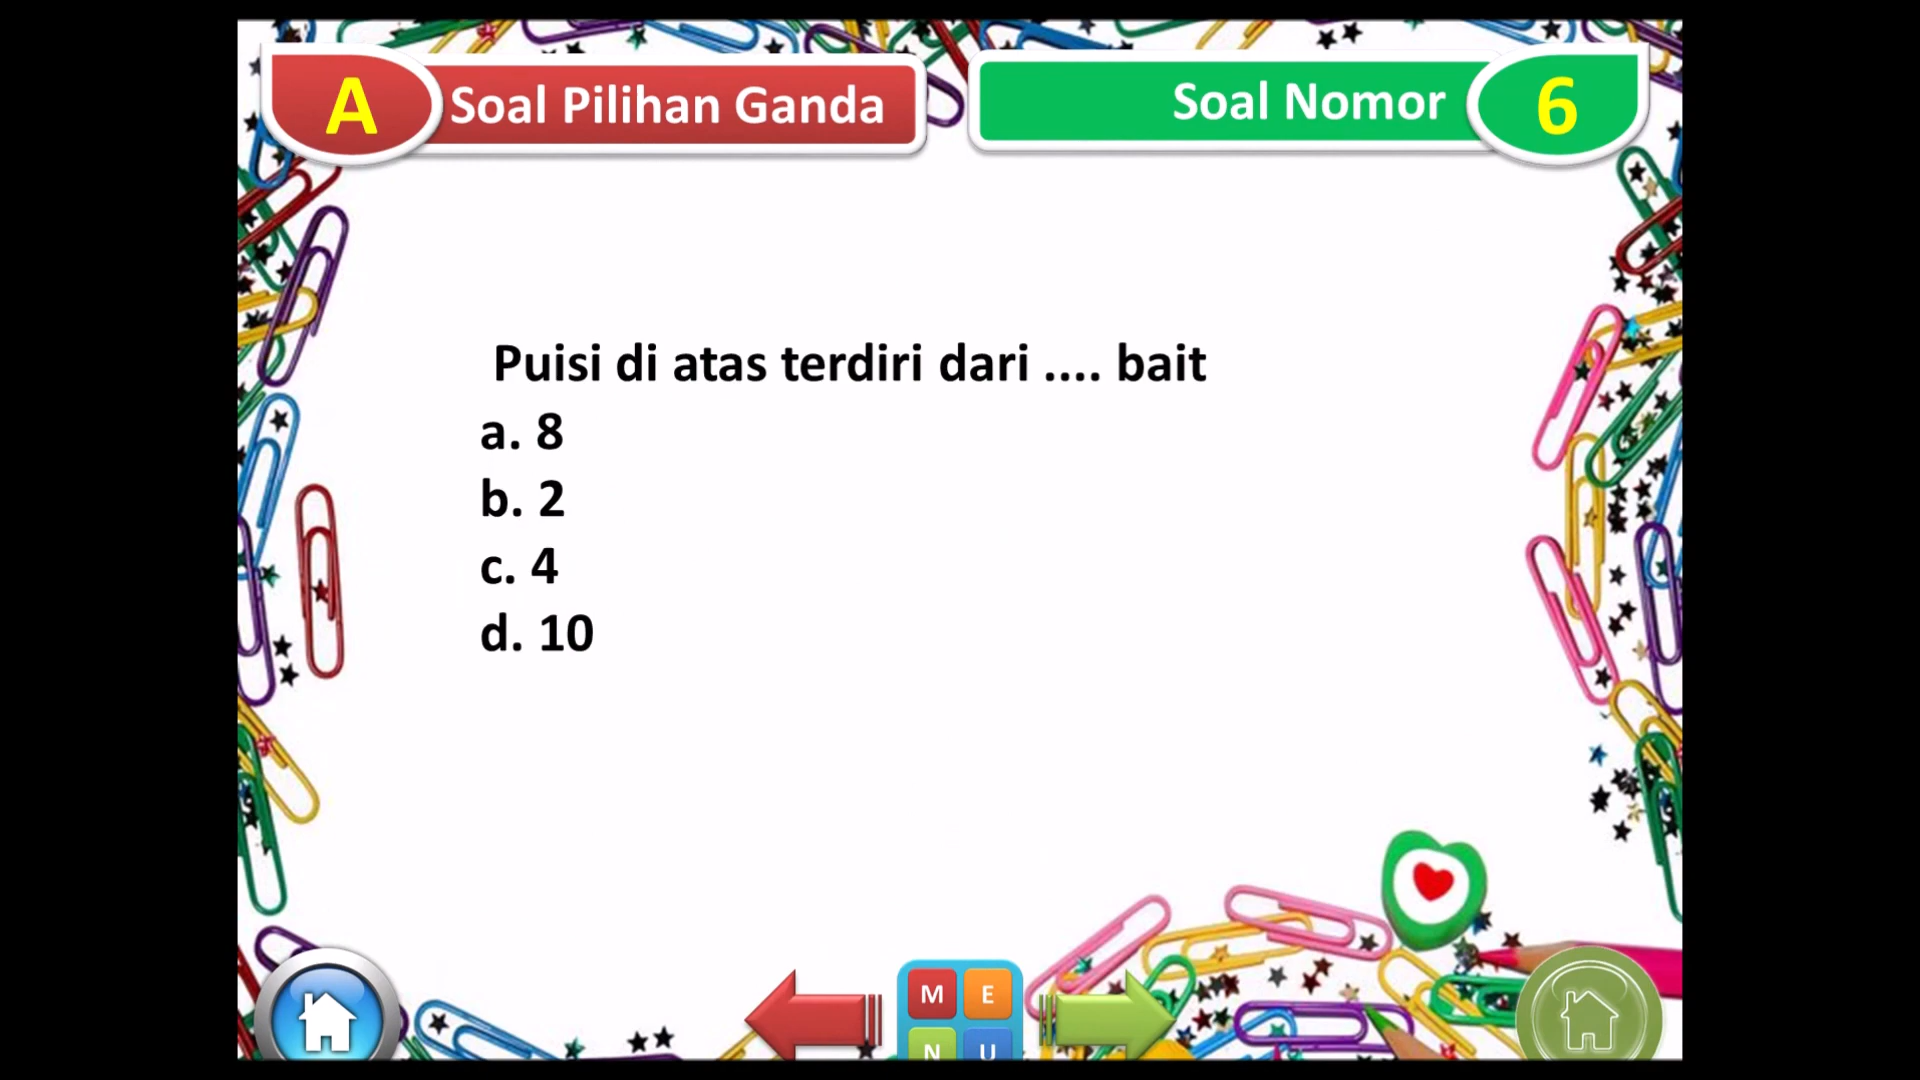 A
Soal Pilihan Ganda
Soal Nomor
6
Puisi di atas terdiri dari .... bait
a. 8
b. 2
c. 4
d. 10
M E
N U